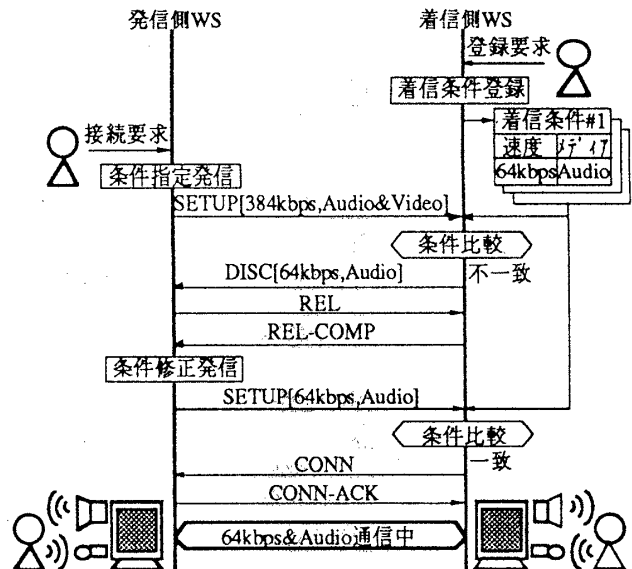 発信側WS
着信側WS
登録要求
着信条件登録
着信条件#1
速度 メディア
64kbps Audio
接続要求
条件指定発信
SETUP[384kbps,Audio&Video]
条件比較
不一致
DISC[64kbps,Audio]
REL
REL-COMP
条件修正発信
SETUP[64kbps,Audio]
条件比較
一致
CONN
CONN-ACK
64kbps&Audio通信中